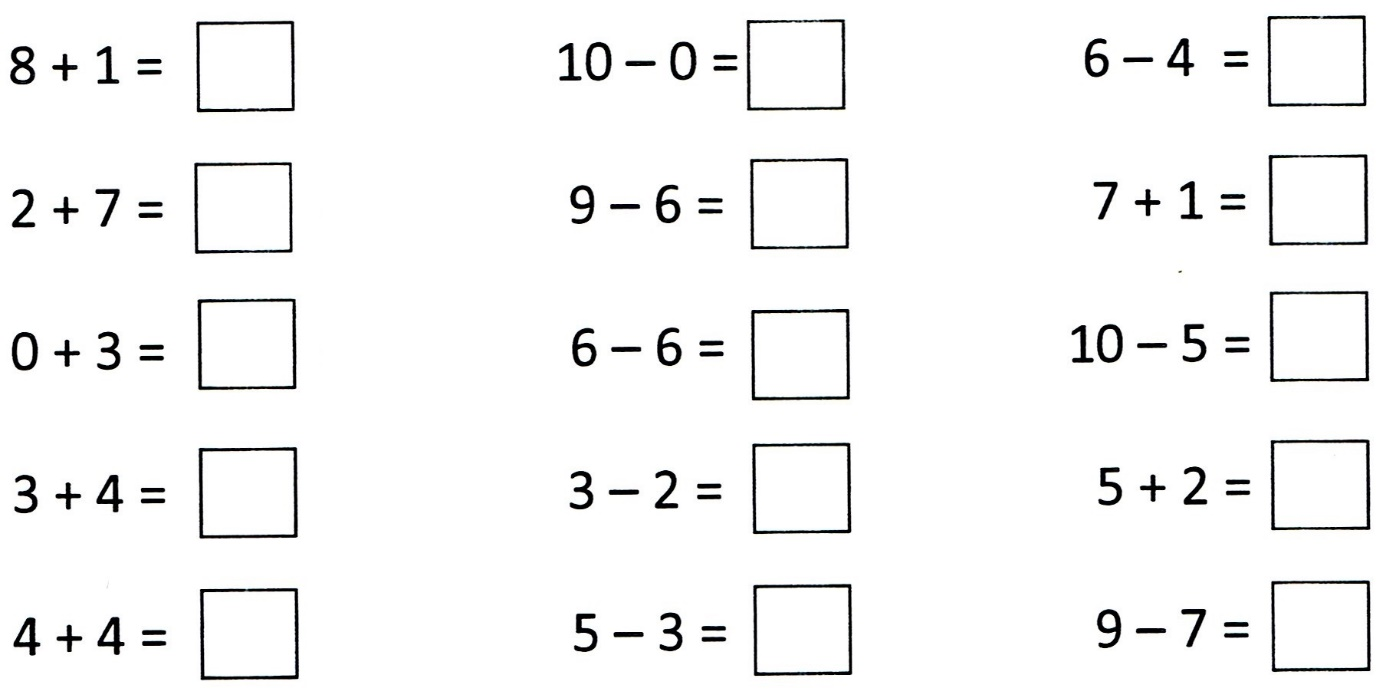 8 + 1 = 10 – 0 = 6 – 4 =
2 + 7 = 9 – 6 = 7 + 1 =
0 + 3 = 6 – 6 = 10 – 5 =
3 + 4 = 3 – 2 = 5 + 2 =
4 + 4 = 5 – 3 = 9 – 7 =